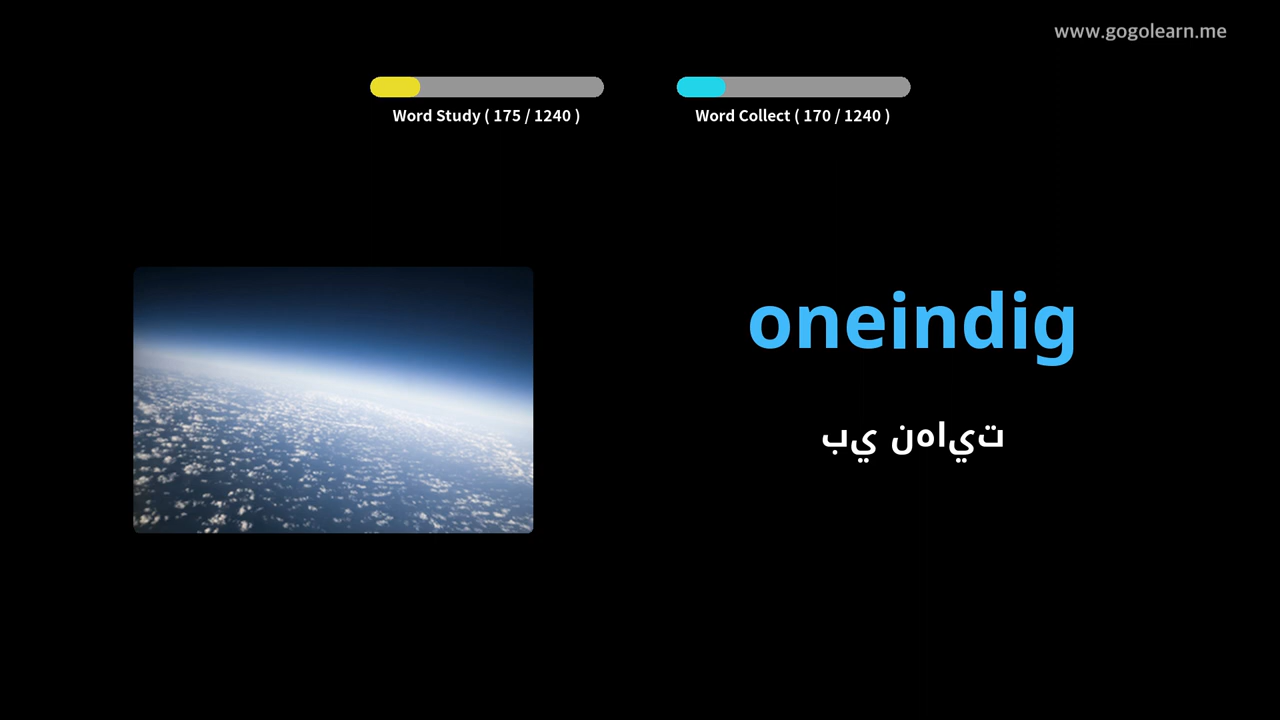 www.gogolearn.me
Word Study ( 175 / 1240 )
Word Collect ( 170 / 1240 )
oneindig
بي نهايت